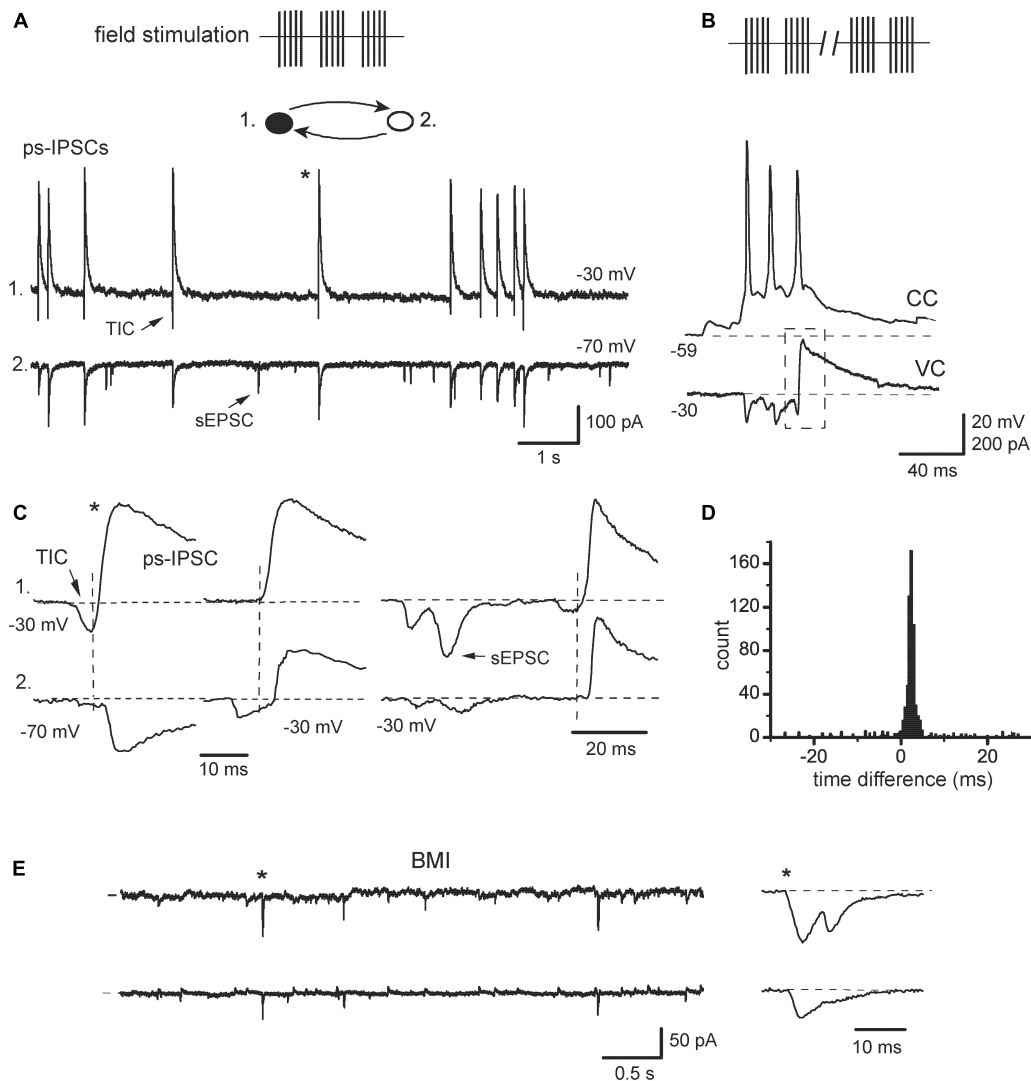 A
field stimulation
1.
2.
ps-IPSCs
*
-30 mV
1.
TIC
-70 mV
2.
sEPSC
100 pA
1 s
B
CC
-59
VC
-30
20 mV
200 pA
40 ms
C
*
TIC
ps-IPSC
1.
-30 mV
sEPSC
2.
-70 mV
-30 mV
-30 mV
10 ms
20 ms
D
160
120
80
40
0
count
-20
0
20
time difference (ms)
E
BMI
*
*
50 pA
0.5 s
10 ms